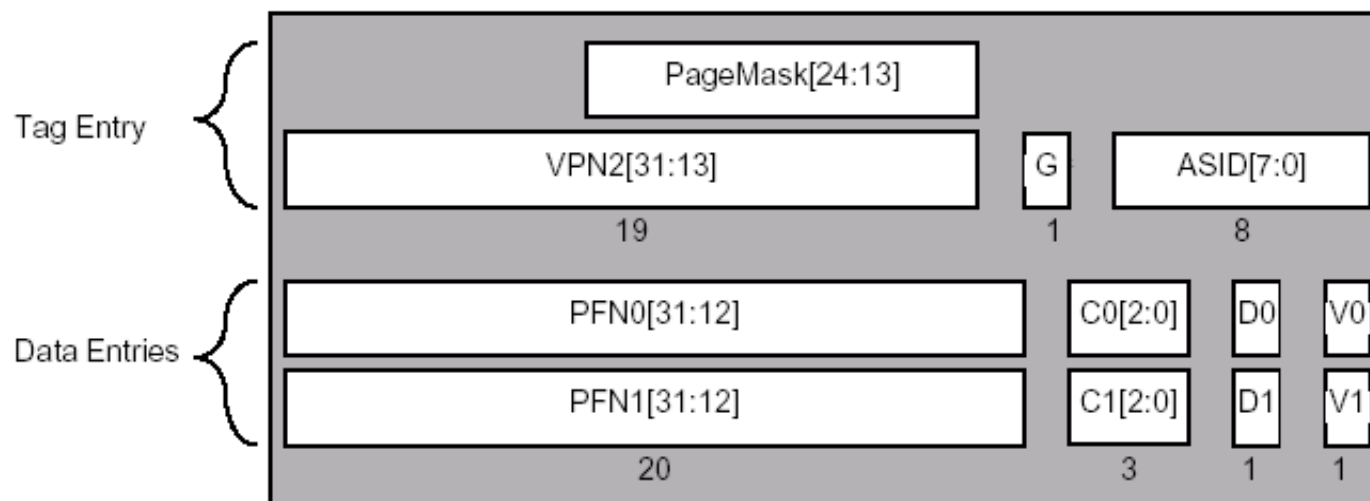 PageMask[24:13]
Tag Entry
VPN2[31:13] G ASID[7:0]
19 1 8
PFN0[31:12] C0[2:0] D0 V0
Data Entries
PFN1[31:12] C1[2:0] D1 V1
20 3 1 1